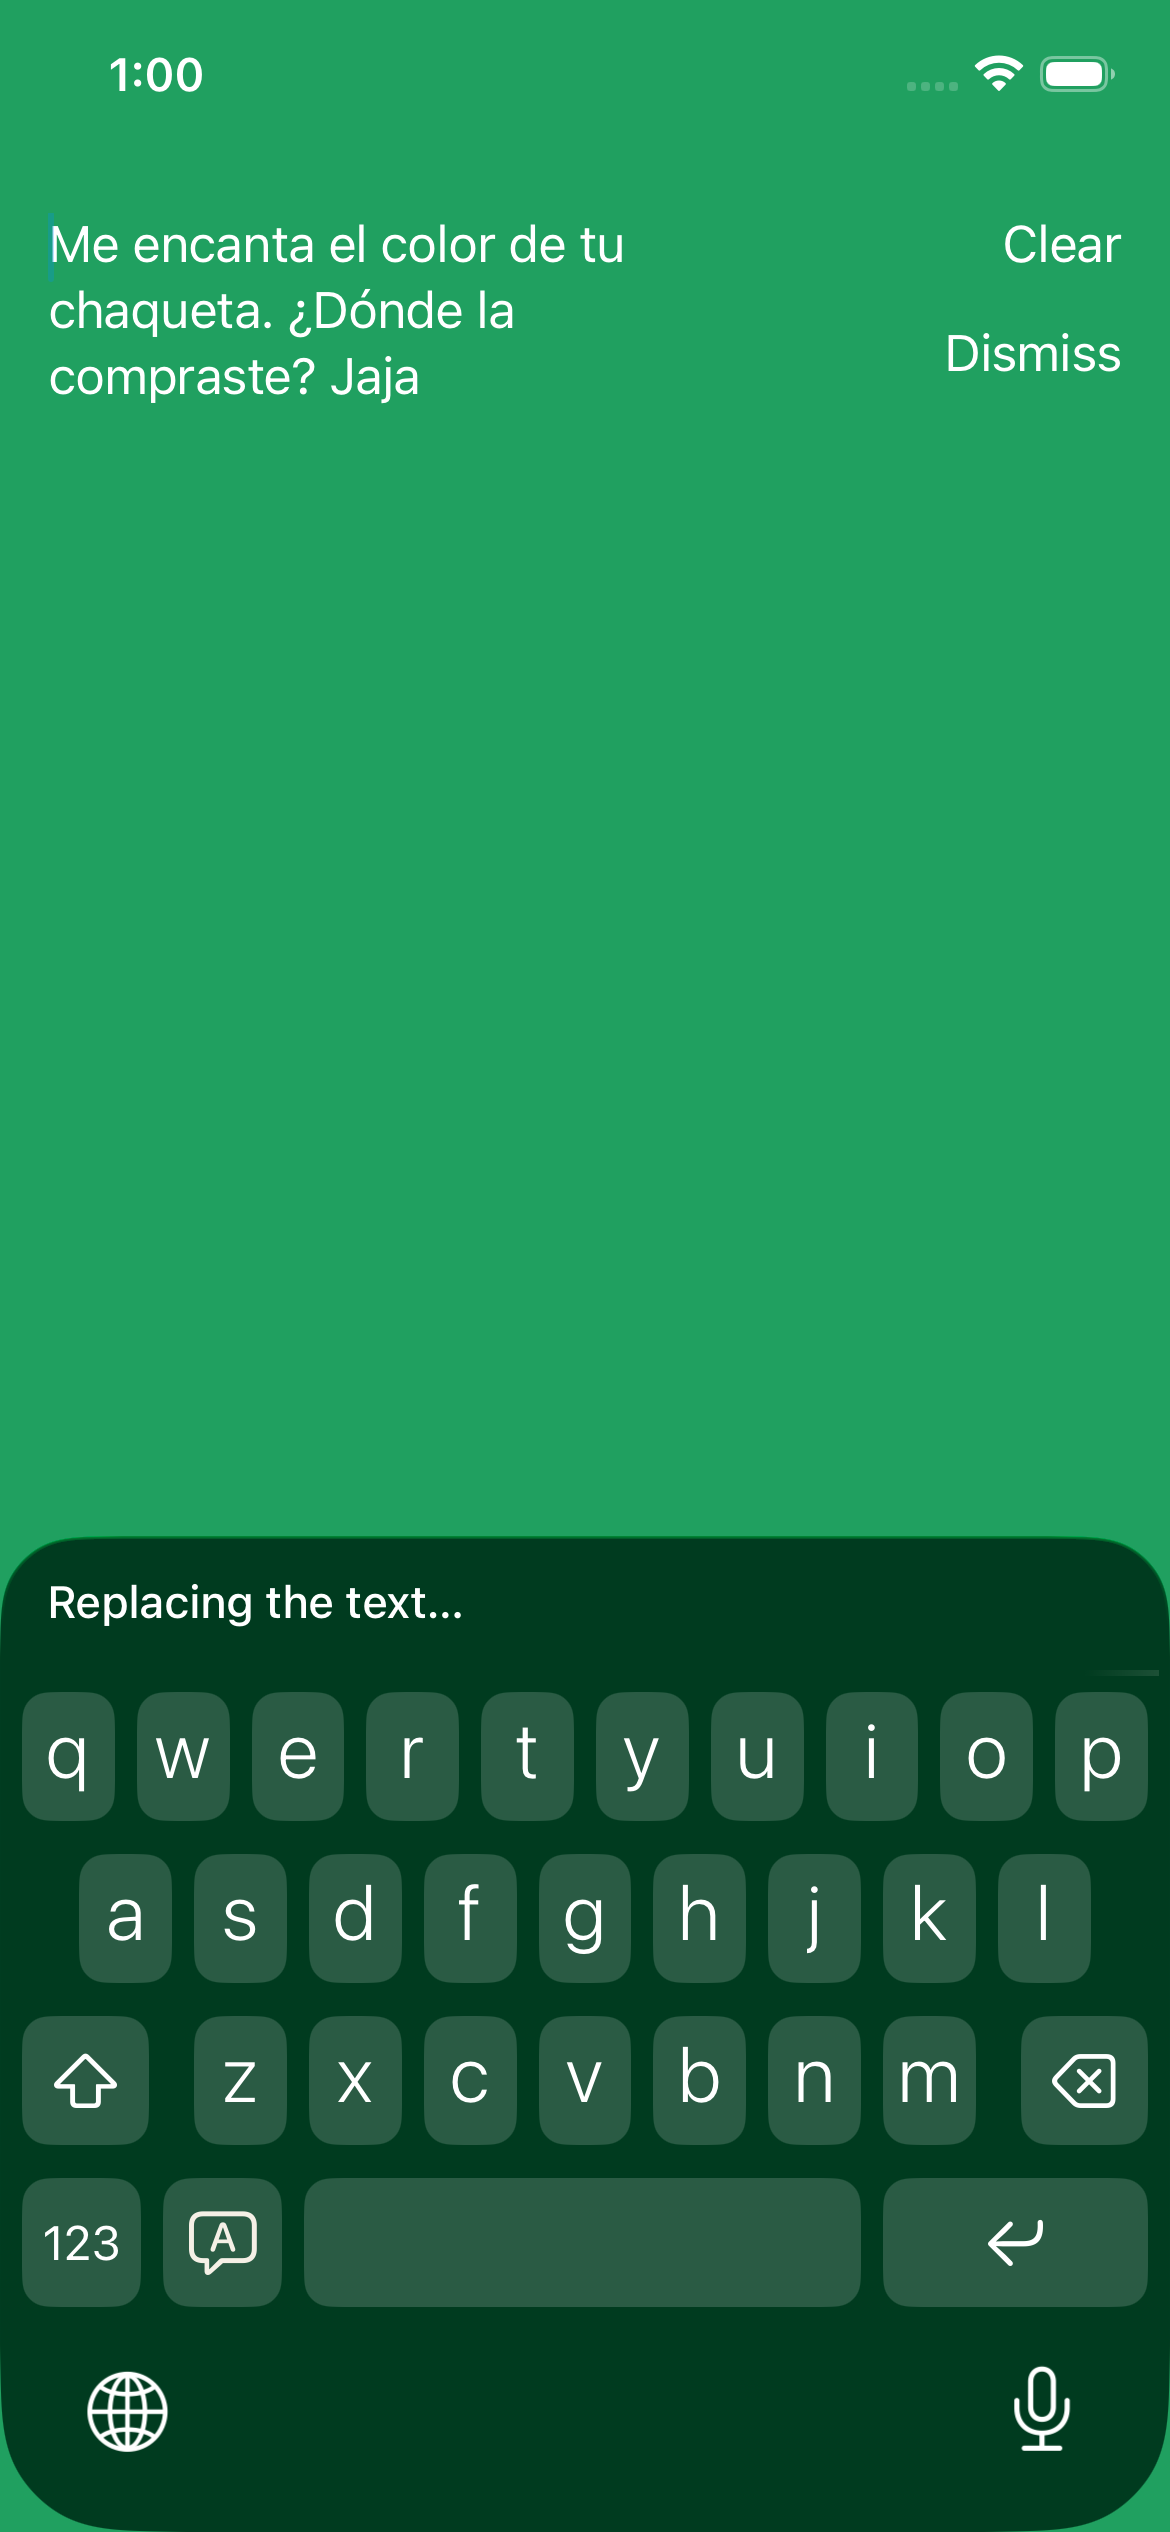 1:00
Me encanta el color de tu
chaqueta. ¿Dónde la
compraste? Jaja
Clear
Dismiss
Replacing the text...
q w e r t y u i o p
a s d f g h j k l
z x c v b n m
123 A